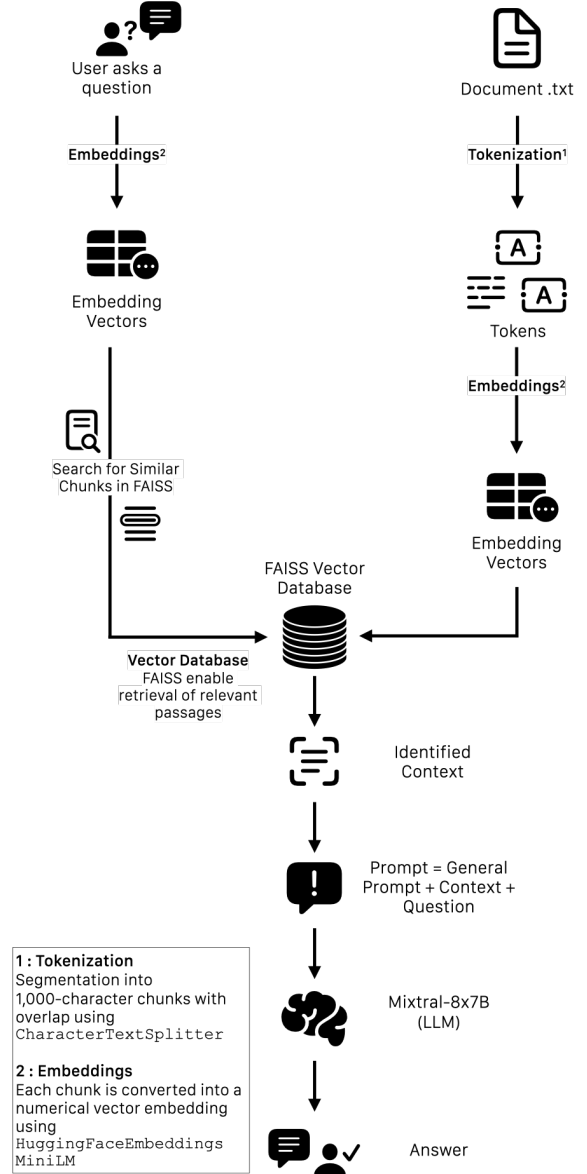 User asks a
question
Document .txt
Embeddings²
Tokenization¹
Embedding
Vectors
Tokens
Embeddings²
Search for Similar
Chunks in FAISS
Embedding
Vectors
FAISS Vector
Database
Vector Database
FAISS enable
retrieval of relevant
passages
Identified
Context
Prompt = General
Prompt + Context +
Question
Mixtral-8x7B
(LLM)
Answer
1 : Tokenization
Segmentation into
1,000-character chunks with
overlap using
CharacterTextSplitter
2 : Embeddings
Each chunk is converted into a
numerical vector embedding
using
HuggingFaceEmbeddings
MiniLM
?
A
A
!